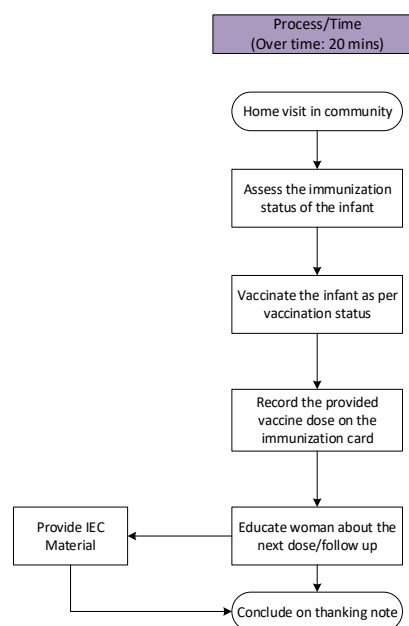 Process/Time
(Over time: 20 mins)
Home visit in community
Assess the immunization
status of the infant
Vaccinate the infant as per
vaccination status
Record the provided
vaccine dose on the
immunization card
Provide IEC
Material
Educate woman about the
next dose/follow up
Conclude on thanking note